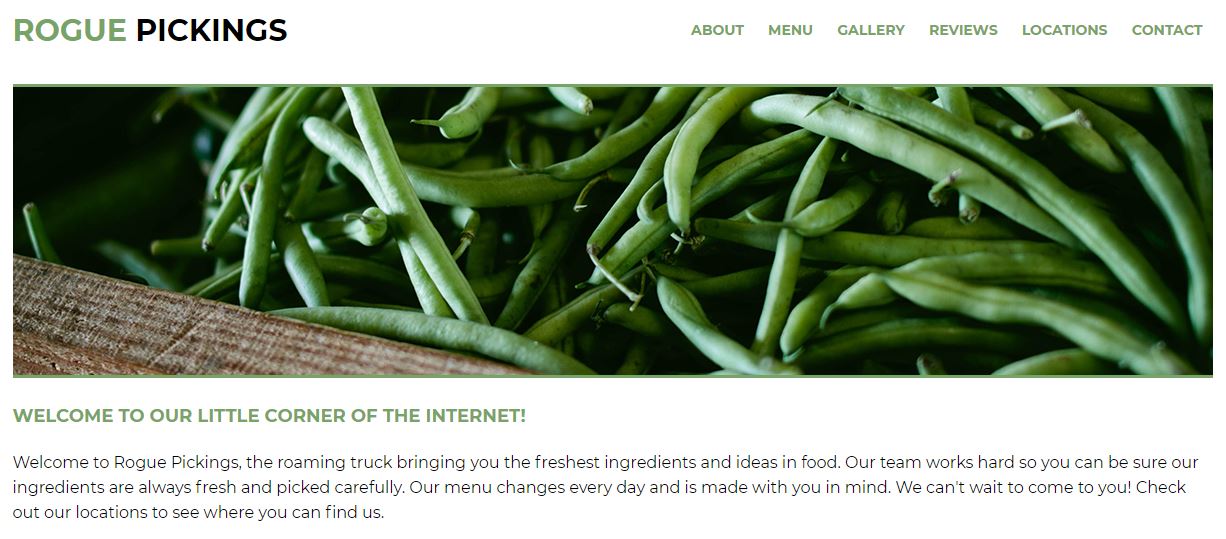 ROGUE PICKINGS
ABOUT MENU GALLERY REVIEWS LOCATIONS CONTACT
WELCOME TO OUR LITTLE CORNER OF THE INTERNET!
Welcome to Rogue Pickings, the roaming truck bringing you the freshest ingredients and ideas in food. Our team works hard so you can be sure our
ingredients are always fresh and picked carefully. Our menu changes every day and is made with you in mind. We can't wait to come to you! Check
out our locations to see where you can find us.